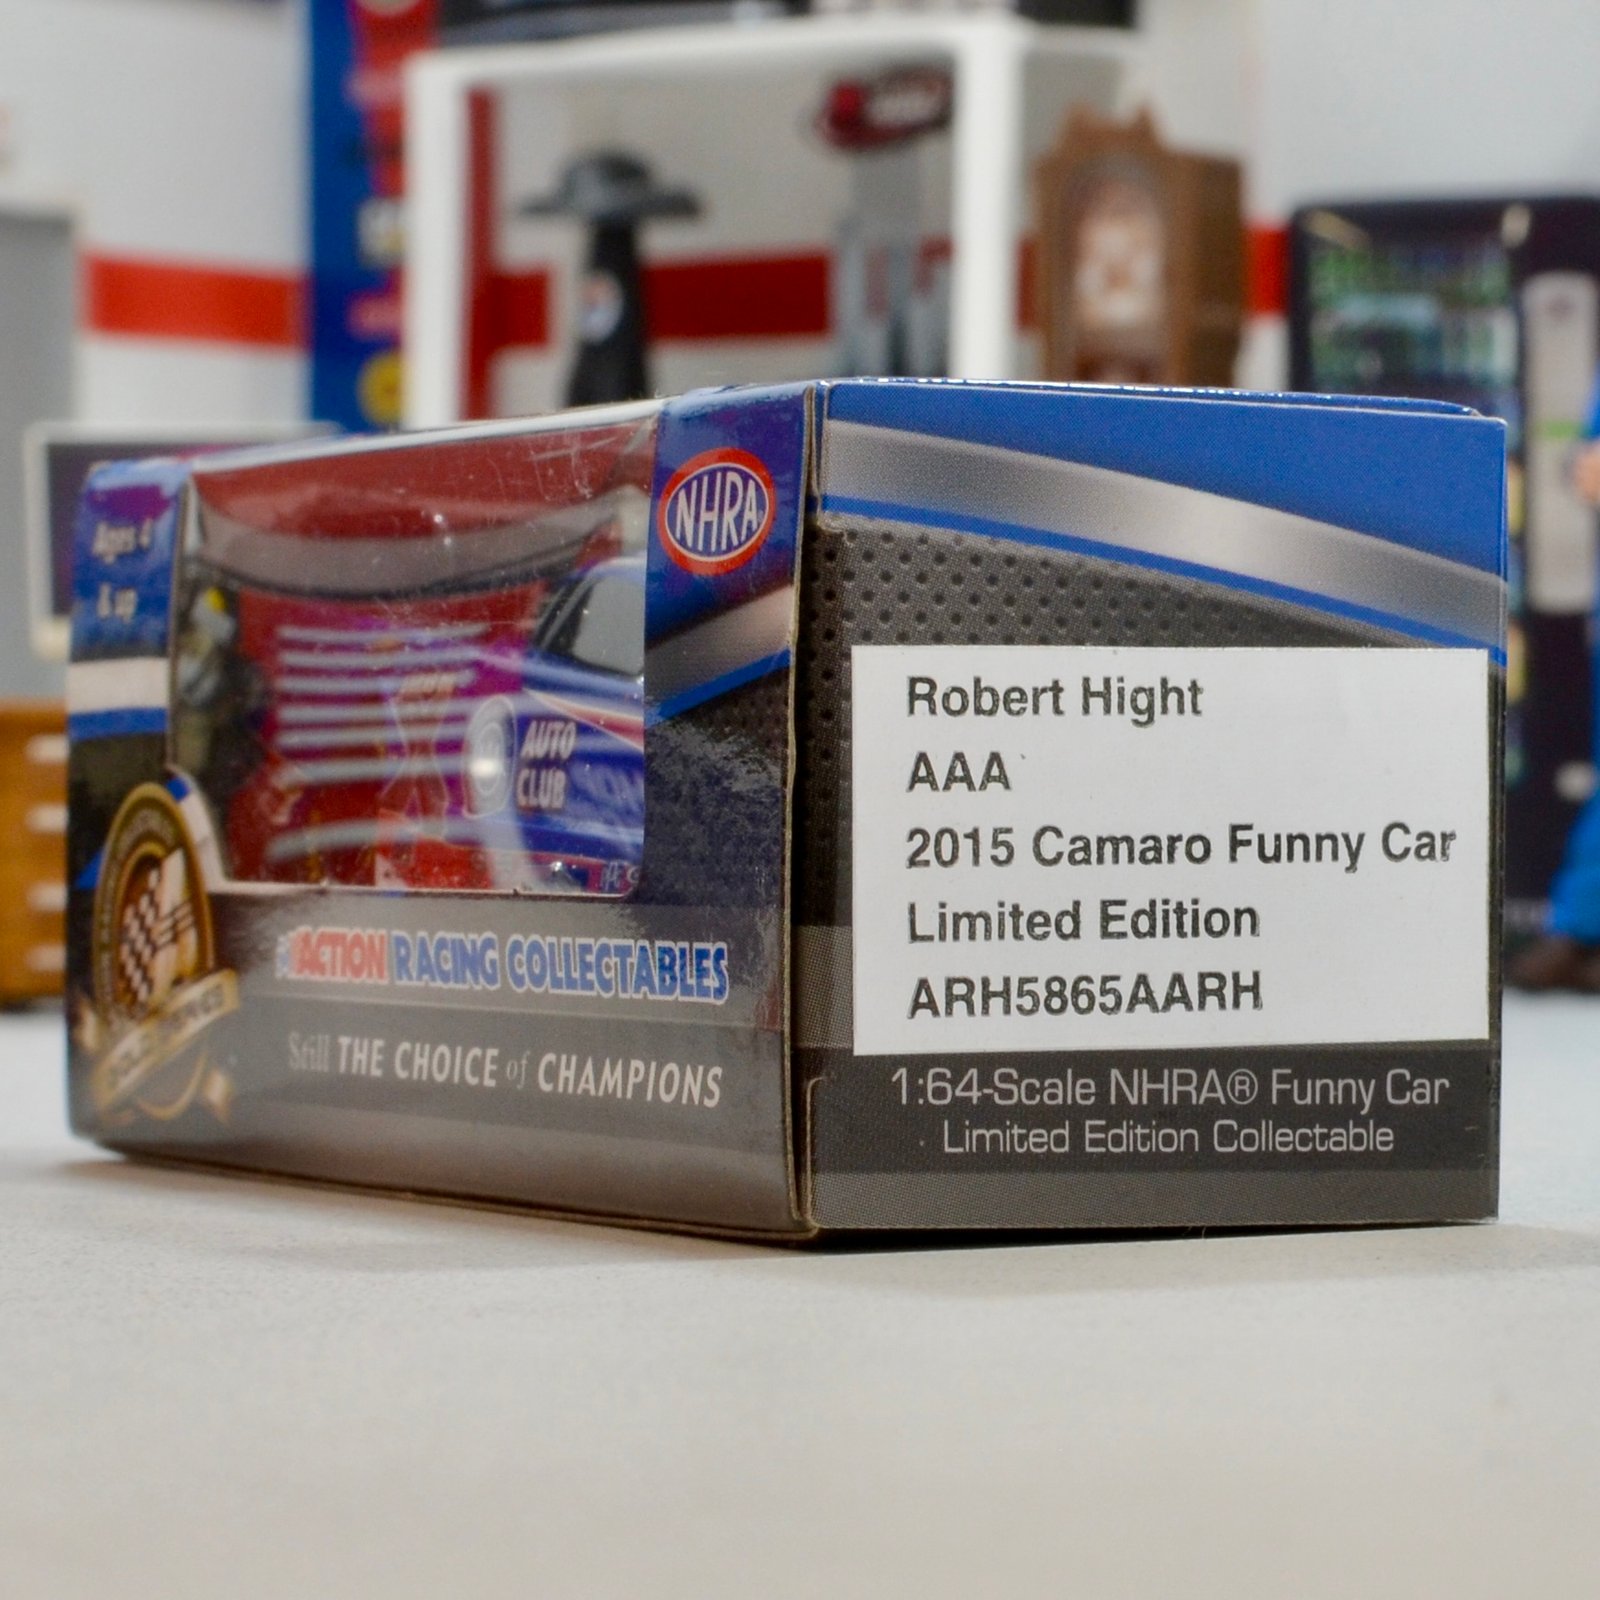 Ages 4
& up
NHRA
AUTO
CLUB
ACTION RACING COLLECTABLES
Still THE CHOICE of CHAMPIONS
Robert Hight
AAA
2015 Camaro Funny Car
Limited Edition
ARH5865AARH
1:64-Scale NHRA® Funny Car
Limited Edition Collectable